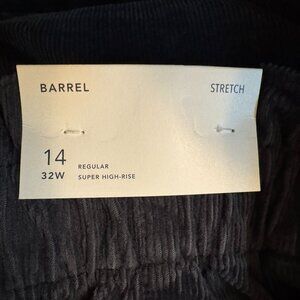 BARREL STRETCH
14 REGULAR
32W SUPER HIGH-RISE